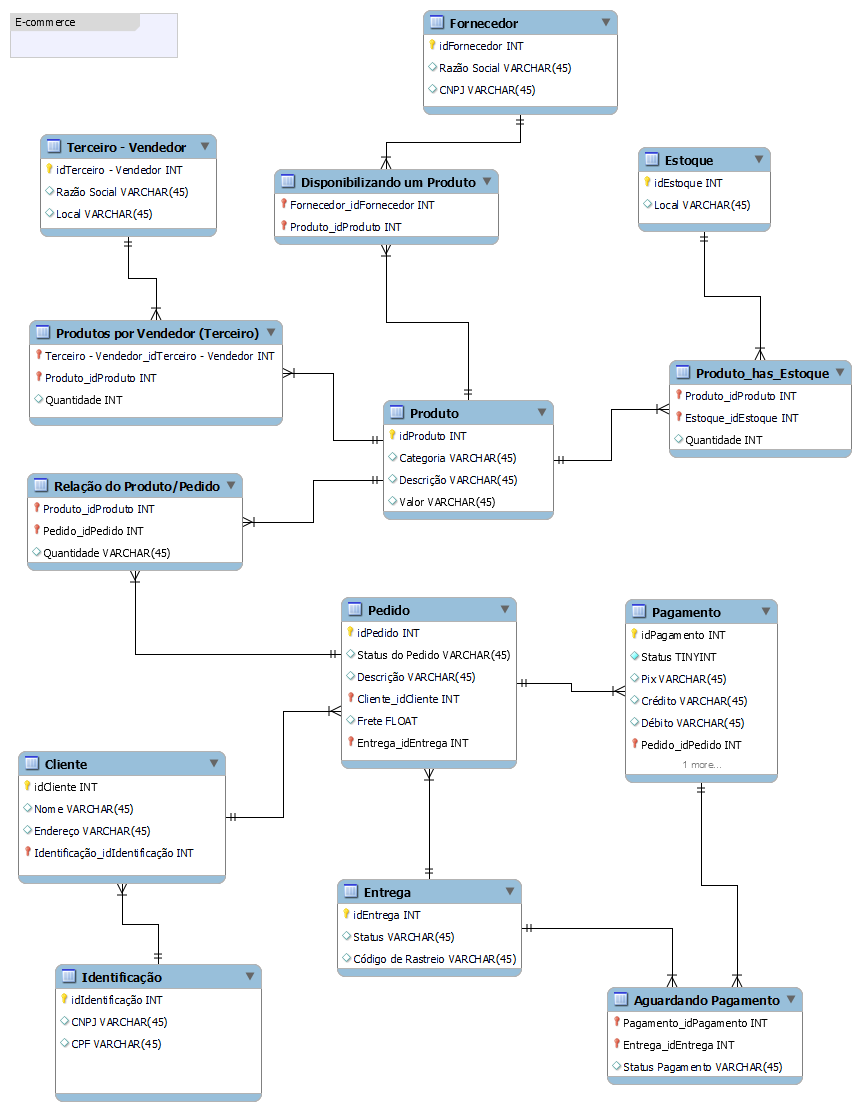 E-commerce
Fornecedor
idFornecedor INT
Razão Social VARCHAR(45)
CNPJ VARCHAR(45)
Terceiro - Vendedor
idTerceiro - Vendedor INT
Razão Social VARCHAR(45)
Local VARCHAR(45)
Disponibilizando um Produto
Fornecedor_idFornecedor INT
Produto_idProduto INT
Estoque
idEstoque INT
Local VARCHAR(45)
Produtos por Vendedor (Terceiro)
Terceiro - Vendedor_idTerceiro - Vendedor INT
Produto_idProduto INT
Quantidade INT
Produto_has_Estoque
Produto_idProduto INT
Estoque_idEstoque INT
Quantidade INT
Produto
idProduto INT
Categoria VARCHAR(45)
Descrição VARCHAR(45)
Valor VARCHAR(45)
Relação do Produto/Pedido
Produto_idProduto INT
Pedido_idPedido INT
Quantidade VARCHAR(45)
Pedido
idPedido INT
Status do Pedido VARCHAR(45)
Descrição VARCHAR(45)
Cliente_idCliente INT
Frete FLOAT
Entrega_idEntrega INT
Pagamento
idPagamento INT
Status TINYINT
Pix VARCHAR(45)
Crédito VARCHAR(45)
Débito VARCHAR(45)
Pedido_idPedido INT
1 more...
Cliente
idCliente INT
Nome VARCHAR(45)
Endereço VARCHAR(45)
Identificação_idIdentificação INT
Entrega
idEntrega INT
Status VARCHAR(45)
Código de Rastreio VARCHAR(45)
Identificação
idIdentificação INT
CNPJ VARCHAR(45)
CPF VARCHAR(45)
Aguardando Pagamento
Pagamento_idPagamento INT
Entrega_idEntrega INT
Status Pagamento VARCHAR(45)